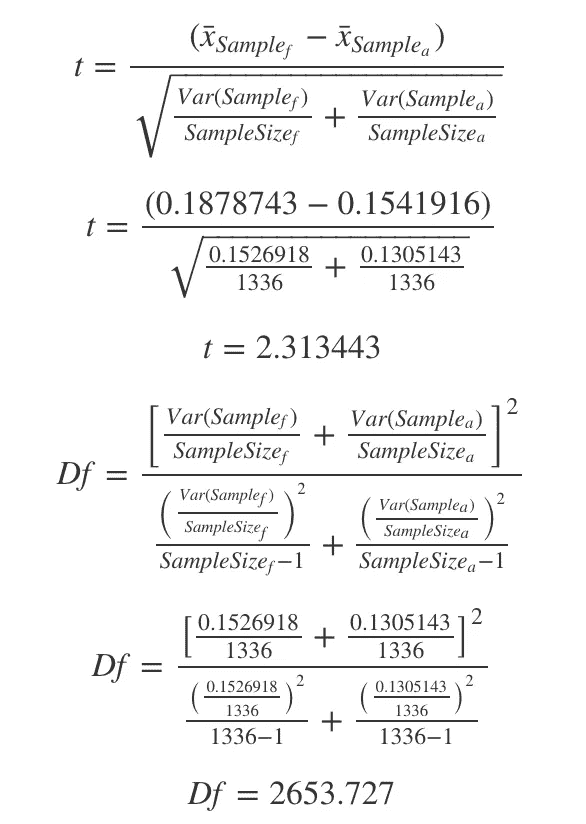 t = \frac{(\bar{x}_{Sample_f} - \bar{x}_{Sample_a})}{\sqrt{\frac{Var(Sample_f)}{SampleSize_f} + \frac{Var(Sample_a)}{SampleSize_a}}}
t = \frac{(0.1878743 - 0.1541916)}{\sqrt{\frac{0.1526918}{1336} + \frac{0.1305143}{1336}}}
t = 2.313443
Df = \frac{\left[\frac{Var(Sample_f)}{SampleSize_f} + \frac{Var(Sample_a)}{SampleSize_a}\right]^2}{\frac{\left(\frac{Var(Sample_f)}{SampleSize_f}\right)^2}{SampleSize_f-1} + \frac{\left(\frac{Var(Sample_a)}{SampleSize_a}\right)^2}{SampleSize_a-1}}
Df = \frac{\left[\frac{0.1526918}{1336} + \frac{0.1305143}{1336}\right]^2}{\frac{\left(\frac{0.1526918}{1336}\right)^2}{1336-1} + \frac{\left(\frac{0.1305143}{1336}\right)^2}{1336-1}}
Df = 2653.727